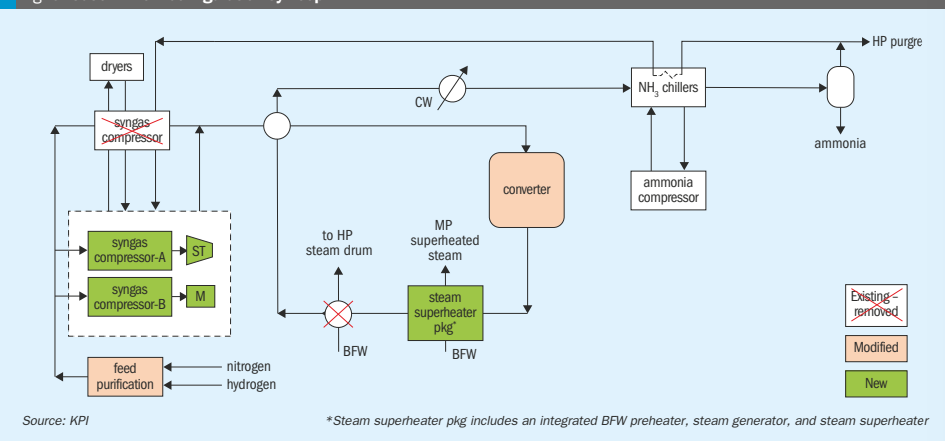 HP purgre
dryers
NH₃ chillers
CW
syngas
compressor
ammonia
converter
ammonia
compressor
to HP
steam drum
MP
superheated
steam
syngas
compressor-A
ST
syngas
compressor-B
M
steam
superheater
pkg*
Existing –
removed
BFW
BFW
Modified
feed
purification
nitrogen
hydrogen
New
Source: KPI
*Steam superheater pkg includes an integrated BFW preheater, steam generator, and steam superheater